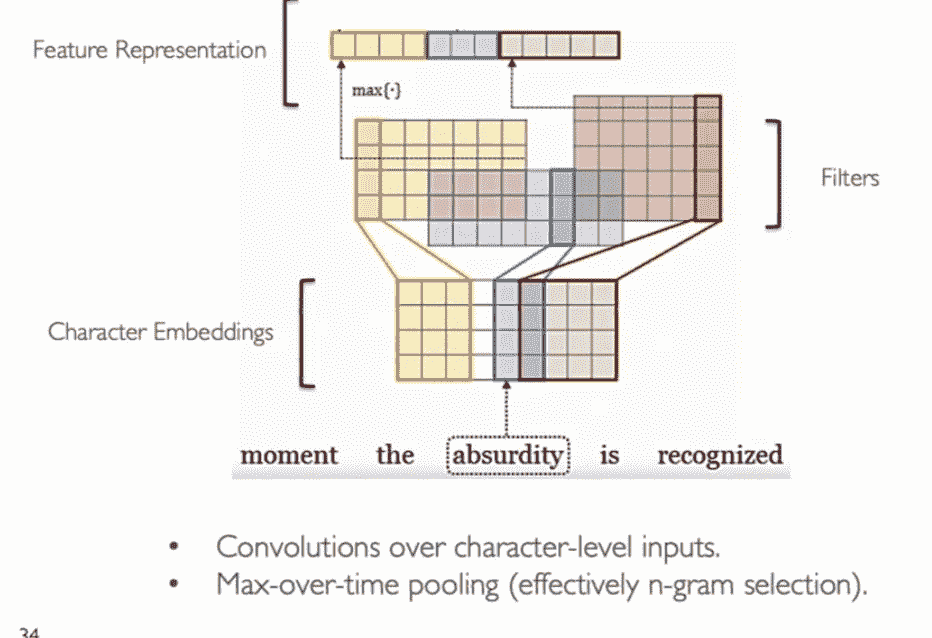 Feature Representation
max{·}
Filters
Character Embeddings
moment the absurdity is recognized
• Convolutions over character-level inputs.
• Max-over-time pooling (effectively n-gram selection).
34